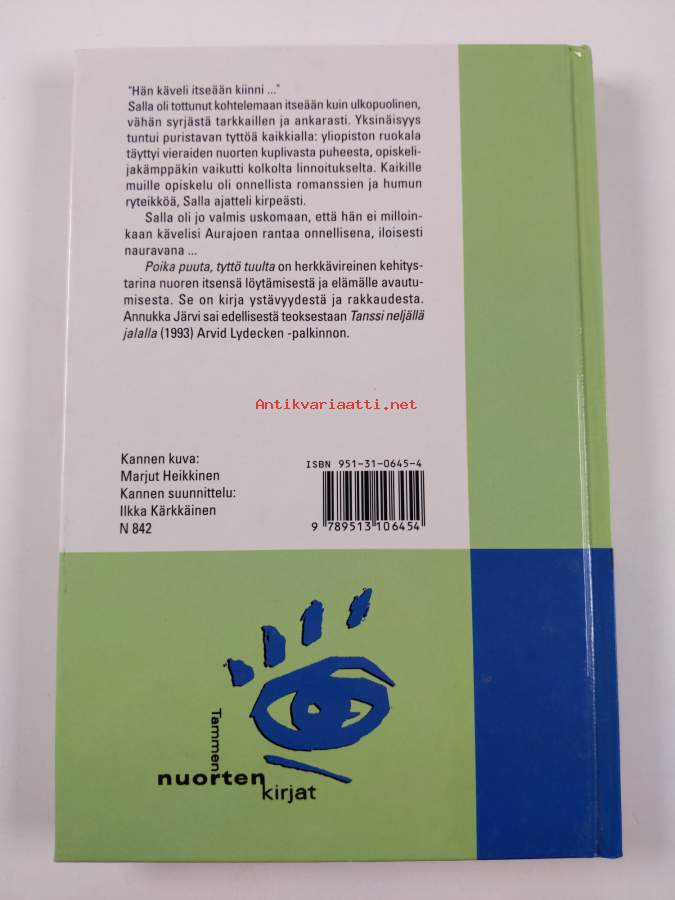 "Hän käveli itseään kiinni ..."
Salla oli tottunut kohtelemaan itseään kuin ulkopuolinen,
vähän syrjästä tarkkaillen ja ankarasti. Yksinäisyys
tuntui puristavan tyttöä kaikkialla: yliopiston ruokala
täyttyi vieraiden nuorten kuplivasta puheesta, opiskeli-
jakämppäkin vaikutti kolkolta linnoitukselta. Kaikille
muille opiskelu oli onnellista romanssien ja humun
ryteikköä, Salla ajatteli kirpeästi.
Salla oli jo valmis uskomaan, että hän ei milloin-
kaan kävelisi Aurajoen rantaa onnellisena, iloisesti
nauravana ...
Poika puuta, tyttö tuulta on herkkävireinen kehitys-
tarina nuoren itsensä löytämisestä ja elämälle avautu-
misesta. Se on kirja ystävyydestä ja rakkaudesta.
Annukka Järvi sai edellisestä teoksestaan Tanssi neljällä
jalalla (1993) Arvid Lydecken -palkinnon.
Antikvariaatti.net
Kannen kuva:
Marjut Heikkinen
Kannen suunnittelu:
Ilkka Kärkkäinen
N 842
ISBN 951-31-0645-4
9 789513 106454
Tammen
nuorten
kirjat